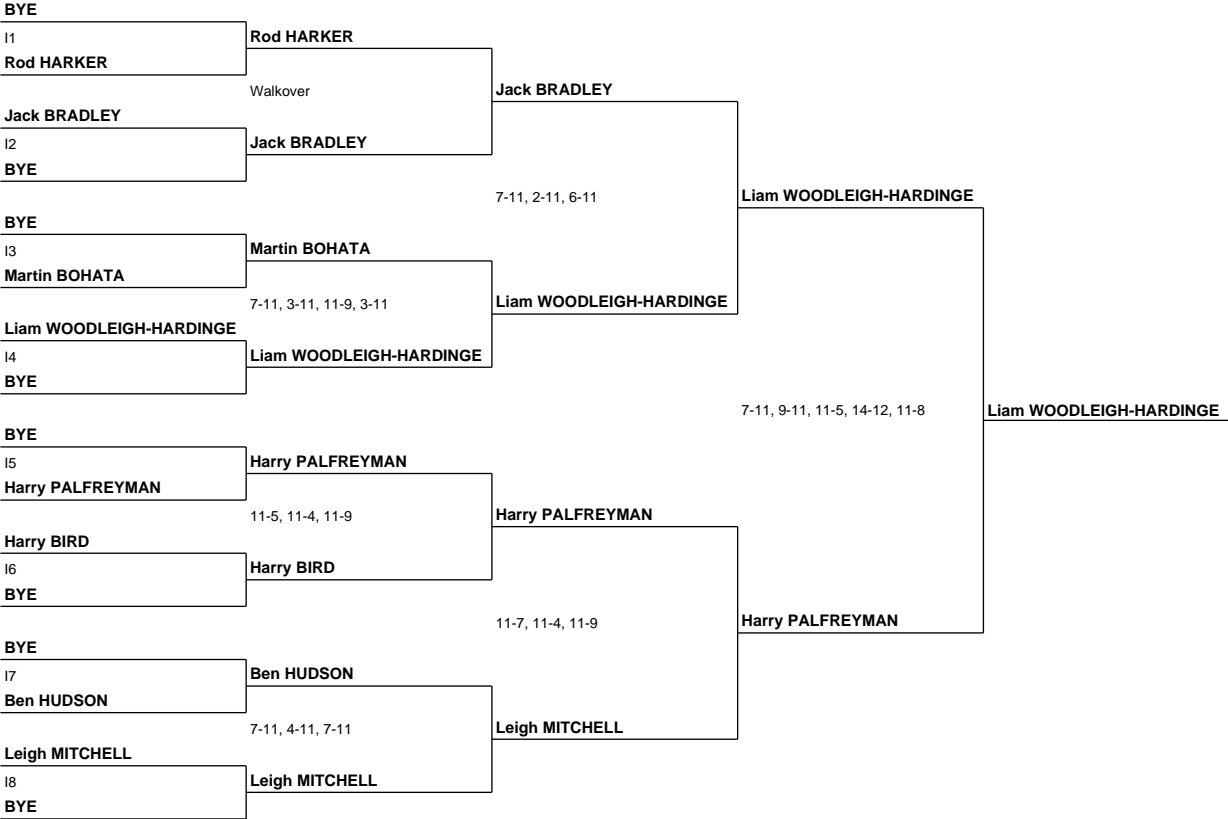 BYE
I1
Rod HARKER
Rod HARKER
Walkover
Jack BRADLEY
Jack BRADLEY
I2
Jack BRADLEY
BYE
7-11, 2-11, 6-11
Liam WOODLEIGH-HARDINGE
BYE
I3
Martin BOHATA
Martin BOHATA
7-11, 3-11, 11-9, 3-11
Liam WOODLEIGH-HARDINGE
Liam WOODLEIGH-HARDINGE
I4
Liam WOODLEIGH-HARDINGE
BYE
7-11, 9-11, 11-5, 14-12, 11-8
Liam WOODLEIGH-HARDINGE
BYE
I5
Harry PALFREYMAN
Harry PALFREYMAN
11-5, 11-4, 11-9
Harry PALFREYMAN
Harry BIRD
I6
Harry BIRD
BYE
11-7, 11-4, 11-9
Harry PALFREYMAN
BYE
I7
Ben HUDSON
Ben HUDSON
7-11, 4-11, 7-11
Leigh MITCHELL
Leigh MITCHELL
I8
Leigh MITCHELL
BYE